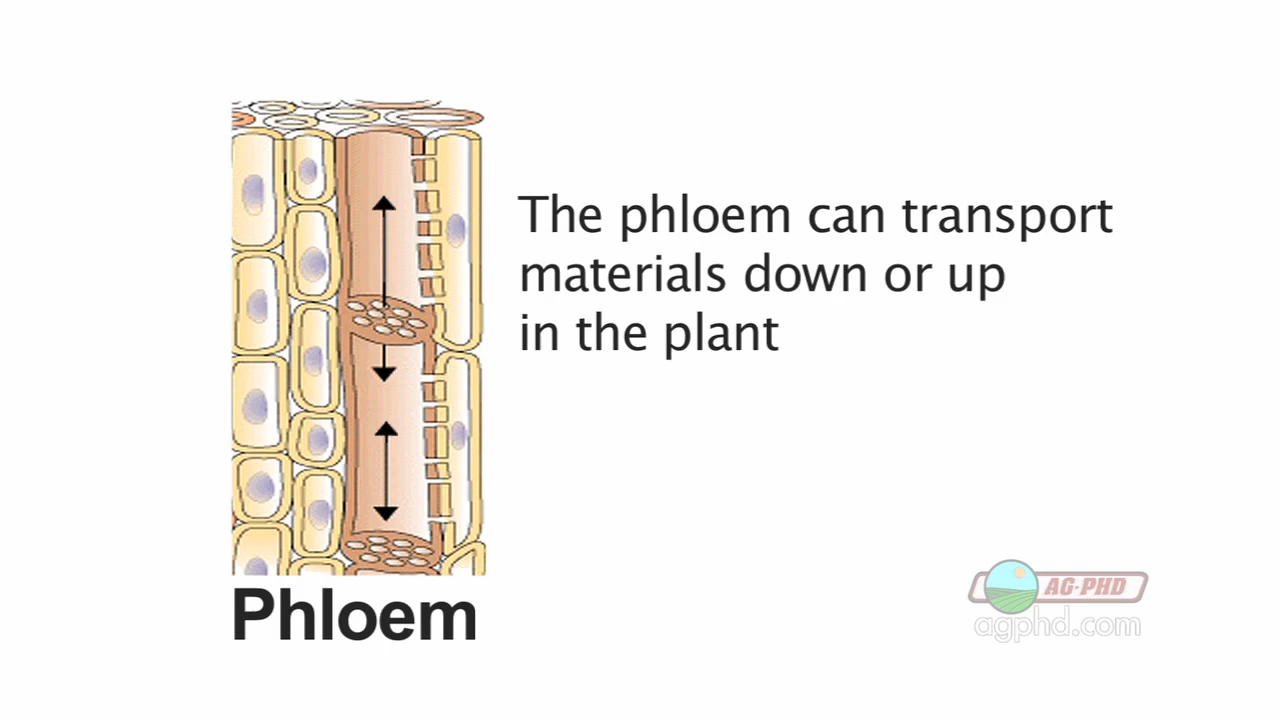 The phloem can transport
materials down or up
in the plant
Phloem
AG·PHD
agphd.com